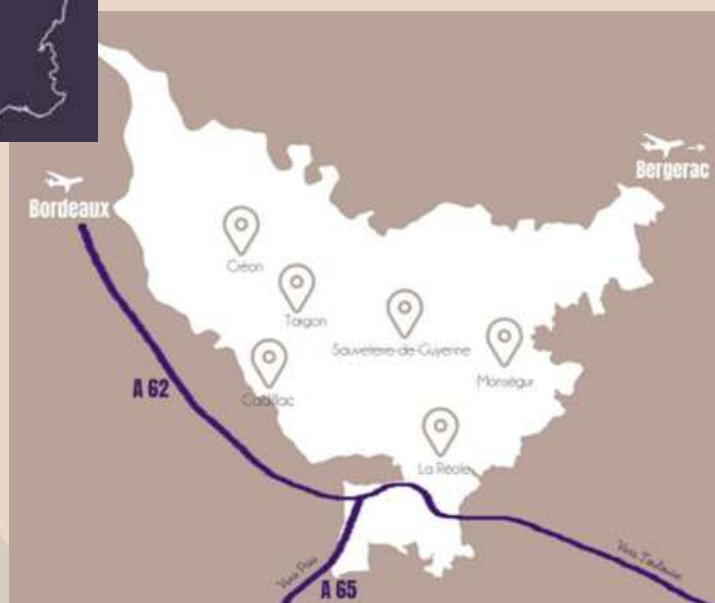 Bordeaux
Bergerac
Créon
Targon
Sauveterre-de-Guyenne
Monségur
Cadillac
A 62
La Réole
Vers Pau
A 65
Vers Toulouse